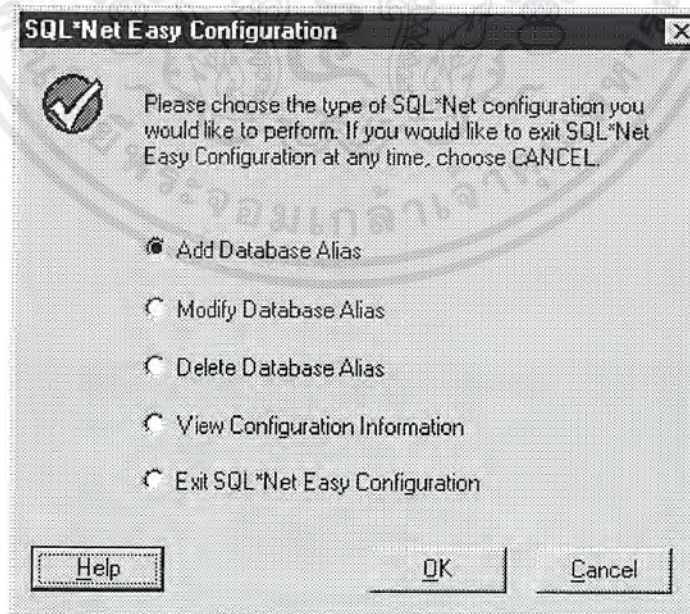 SQL*Net Easy Configuration
Please choose the type of SQL*Net configuration you
would like to perform. If you would like to exit SQL*Net
Easy Configuration at any time, choose CANCEL.
Add Database Alias
Modify Database Alias
Delete Database Alias
View Configuration Information
Exit SQL*Net Easy Configuration
Help
OK
Cancel